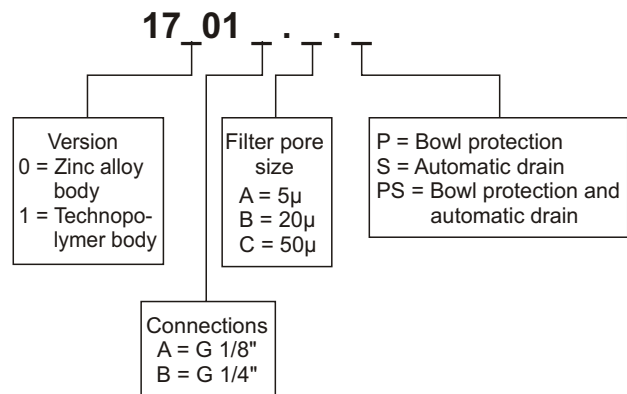 17_01 _ . _ . _
Version
0 = Zinc alloy
body
1 = Technopo-
lymer body
Filter pore
size
A = 5µ
B = 20µ
C = 50µ
P = Bowl protection
S = Automatic drain
PS = Bowl protection and
automatic drain
Connections
A = G 1/8"
B = G 1/4"